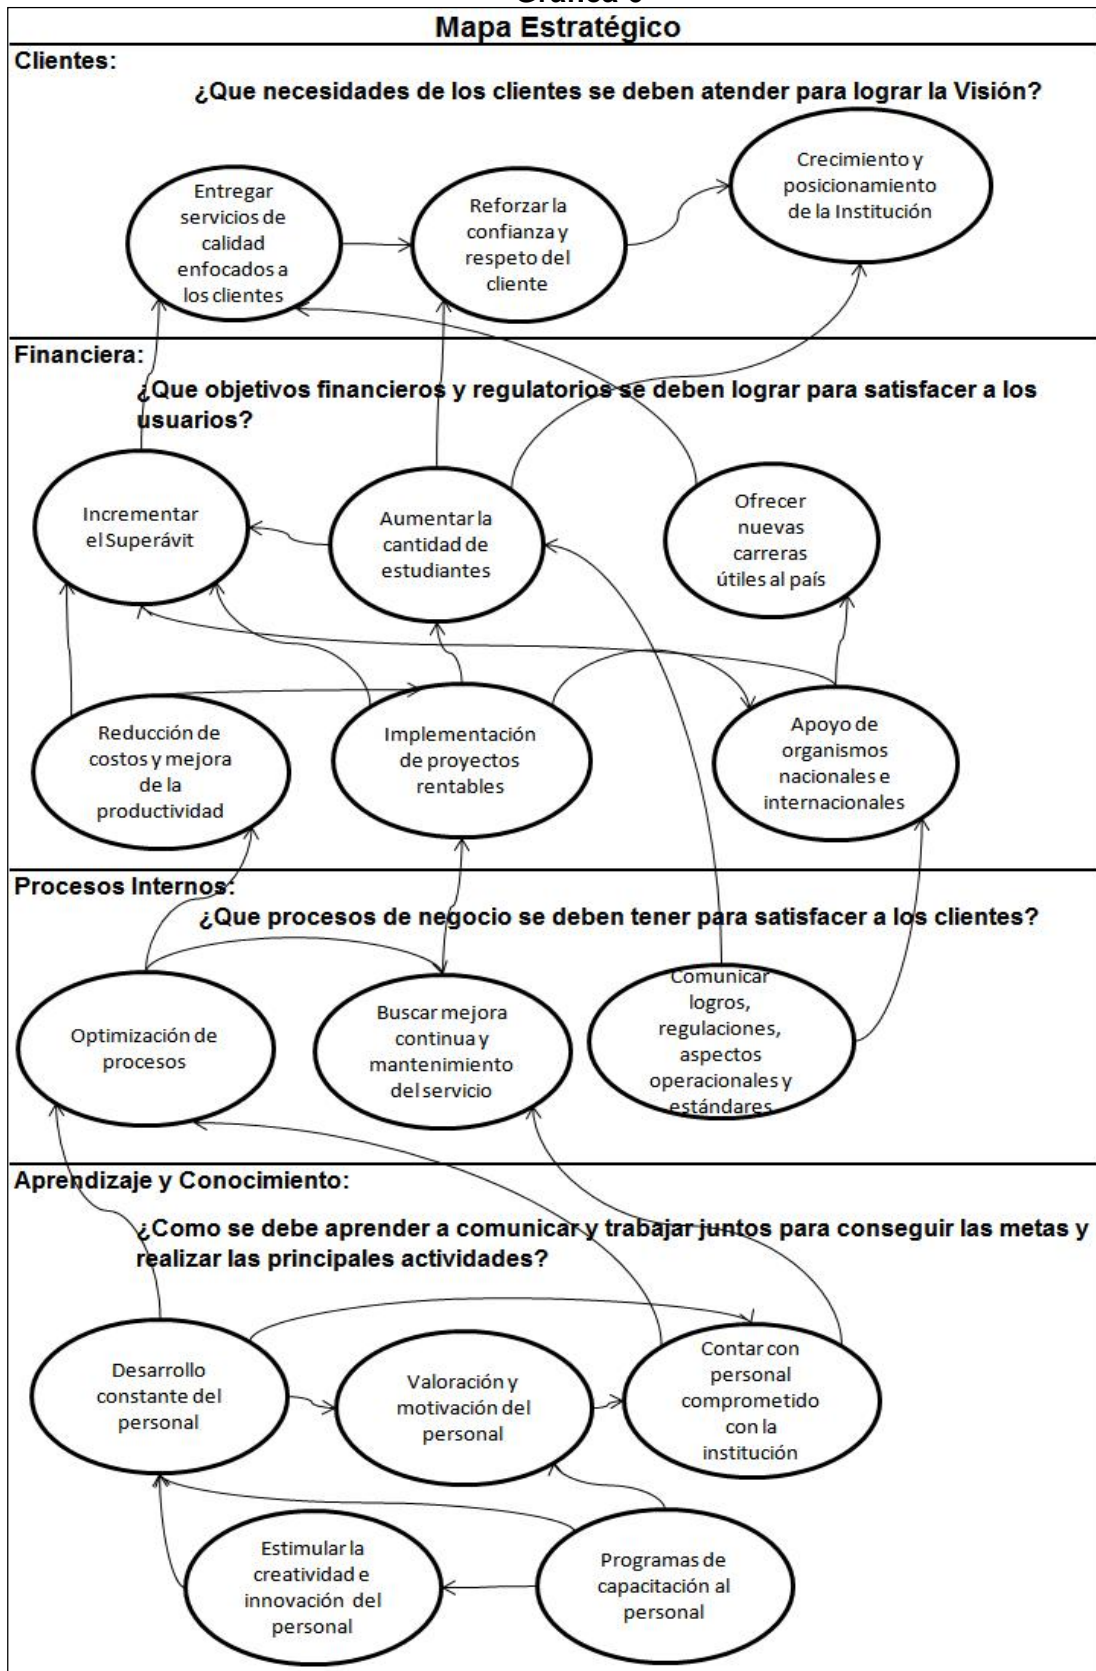 Gráfica 6
Mapa Estratégico
Clientes:
¿Que necesidades de los clientes se deben atender para lograr la Visión?
Entregar
servicios de
calidad
enfocados a
los clientes
Reforzar la
confianza y
respeto del
cliente
Crecimiento y
posicionamiento
de la Institución
Financiera:
¿Que objetivos financieros y regulatorios se deben lograr para satisfacer a los
usuarios?
Incrementar
el Superávit
Aumentar la
cantidad de
estudiantes
Ofrecer
nuevas
carreras
útiles al país
Reducción de
costos y mejora
de la
productividad
Implementación
de proyectos
rentables
Apoyo de
organismos
nacionales e
internacionales
Procesos Internos:
¿Que procesos de negocio se deben tener para satisfacer a los clientes?
Optimización de
procesos
Buscar mejora
continua y
mantenimiento
del servicio
Comunicar
logros,
regulaciones,
aspectos
operacionales y
estándares
Aprendizaje y Conocimiento:
¿Como se debe aprender a comunicar y trabajar juntos para conseguir las metas y
realizar las principales actividades?
Desarrollo
constante del
personal
Valoración y
motivación del
personal
Contar con
personal
comprometido
con la
institución
Estimular la
creatividad e
innovación del
personal
Programas de
capacitación al
personal